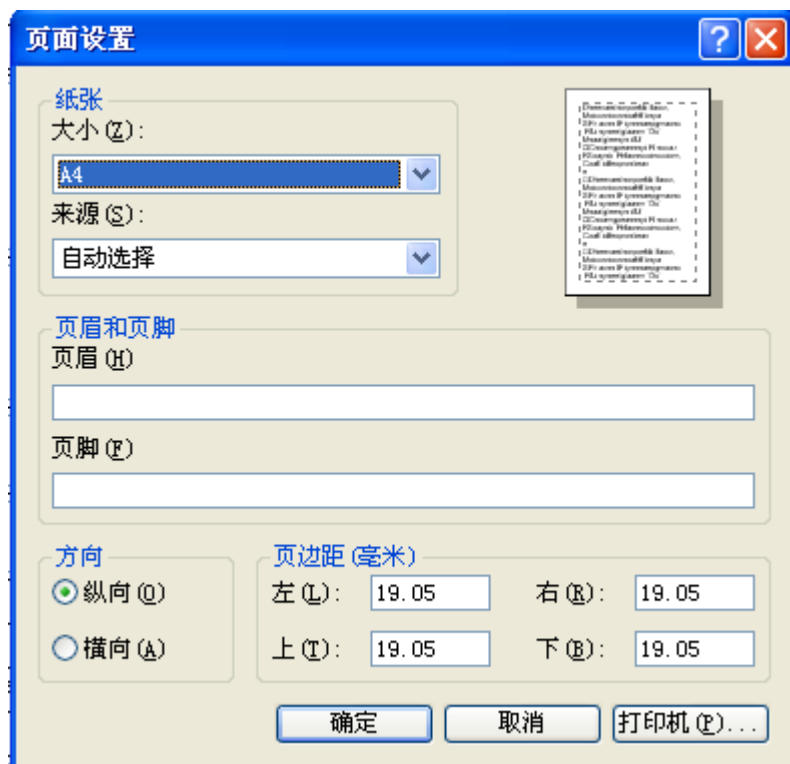 页面设置
纸张
大小(Z):
A4
来源(S):
自动选择
页眉和页脚
页眉(H)
页脚(F)
方向
纵向(O)
横向(A)
页边距(毫米)
左(L): 19.05 右(R): 19.05
上(T): 19.05 下(B): 19.05
确定 取消 打印机(P)...